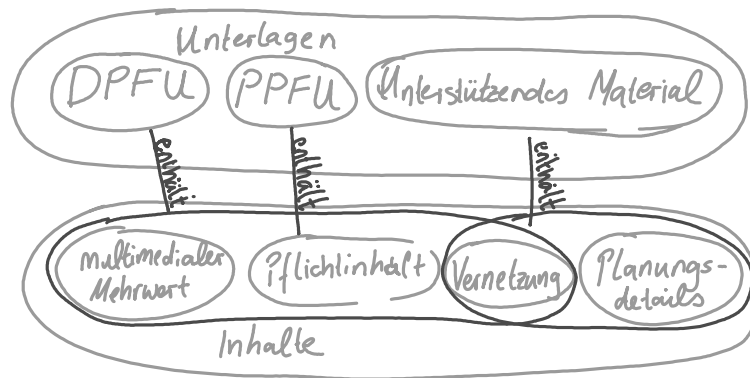 Unterlagen
DPFU
PPFU
Unterstützendes Material
enthält
enthält
enthält
multimedialer
Mehrwert
Pflichtinhalt
Vernetzung
Planungs-
details
Inhalte